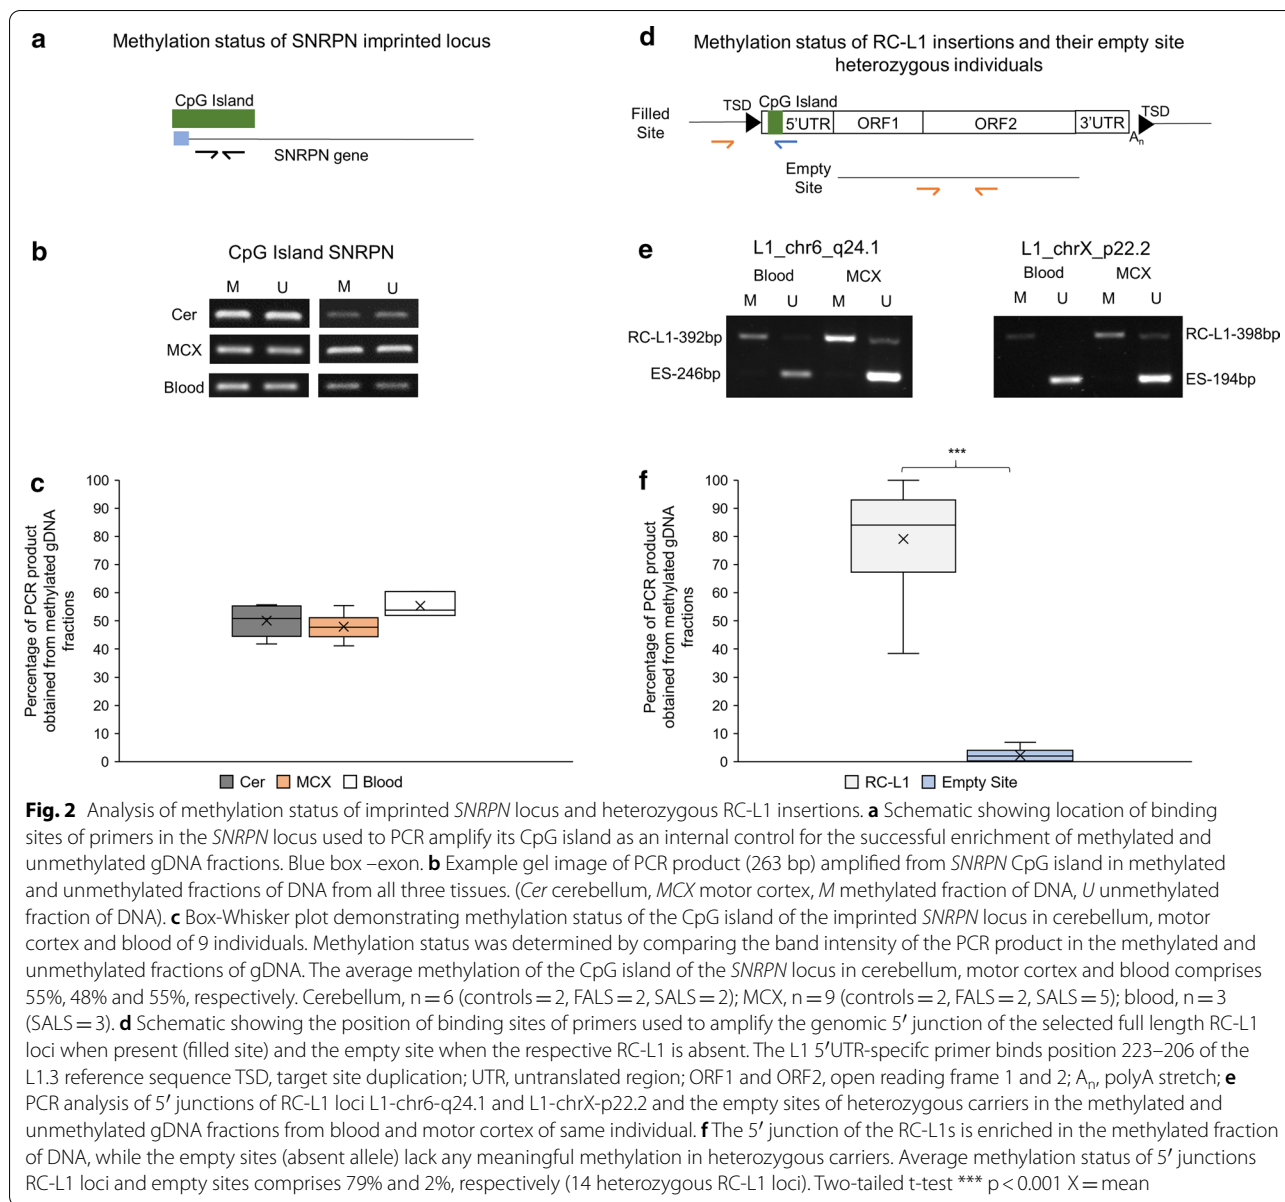 a
Methylation status of SNRPN imprinted locus
CpG Island
SNRPN gene
b
CpG Island SNRPN
M U M U
Cer
MCX
Blood
c
Percentage of PCR product
obtained from methylated gDNA
fractions
100
90
80
70
60
50
40
30
20
10
0
Cer MCX Blood
d
Methylation status of RC-L1 insertions and their empty site
heterozygous individuals
Filled
Site
TSD CpG Island TSD
5'UTR ORF1 ORF2 3'UTR
An
Empty
Site
e
L1_chr6_q24.1 L1_chrX_p22.2
Blood MCX Blood MCX
M U M U M U M U
RC-L1-392bp RC-L1-398bp
ES-246bp ES-194bp
f
***
Percentage of PCR product
obtained from methylated gDNA
fractions
100
90
80
70
60
50
40
30
20
10
0
RC-L1 Empty Site
Fig. 2 Analysis of methylation status of imprinted SNRPN locus and heterozygous RC-L1 insertions. a Schematic showing location of binding
sites of primers in the SNRPN locus used to PCR amplify its CpG island as an internal control for the successful enrichment of methylated and
unmethylated gDNA fractions. Blue box –exon. b Example gel image of PCR product (263 bp) amplified from SNRPN CpG island in methylated
and unmethylated fractions of DNA from all three tissues. (Cer cerebellum, MCX motor cortex, M methylated fraction of DNA, U unmethylated
fraction of DNA). c Box-Whisker plot demonstrating methylation status of the CpG island of the imprinted SNRPN locus in cerebellum, motor
cortex and blood of 9 individuals. Methylation status was determined by comparing the band intensity of the PCR product in the methylated and
unmethylated fractions of gDNA. The average methylation of the CpG island of the SNRPN locus in cerebellum, motor cortex and blood comprises
55%, 48% and 55%, respectively. Cerebellum, n = 6 (controls = 2, FALS = 2, SALS = 2); MCX, n = 9 (controls = 2, FALS = 2, SALS = 5); blood, n = 3
(SALS = 3). d Schematic showing the position of binding sites of primers used to amplify the genomic 5′ junction of the selected full length RC-L1
loci when present (filled site) and the empty site when the respective RC-L1 is absent. The L1 5′UTR-specifc primer binds position 223–206 of the
L1.3 reference sequence TSD, target site duplication; UTR, untranslated region; ORF1 and ORF2, open reading frame 1 and 2; An, polyA stretch; e
PCR analysis of 5′ junctions of RC-L1 loci L1-chr6-q24.1 and L1-chrX-p22.2 and the empty sites of heterozygous carriers in the methylated and
unmethylated gDNA fractions from blood and motor cortex of same individual. f The 5′ junction of the RC-L1s is enriched in the methylated fraction
of DNA, while the empty sites (absent allele) lack any meaningful methylation in heterozygous carriers. Average methylation status of 5′ junctions
RC-L1 loci and empty sites comprises 79% and 2%, respectively (14 heterozygous RC-L1 loci). Two-tailed t-test *** p < 0.001 X = mean